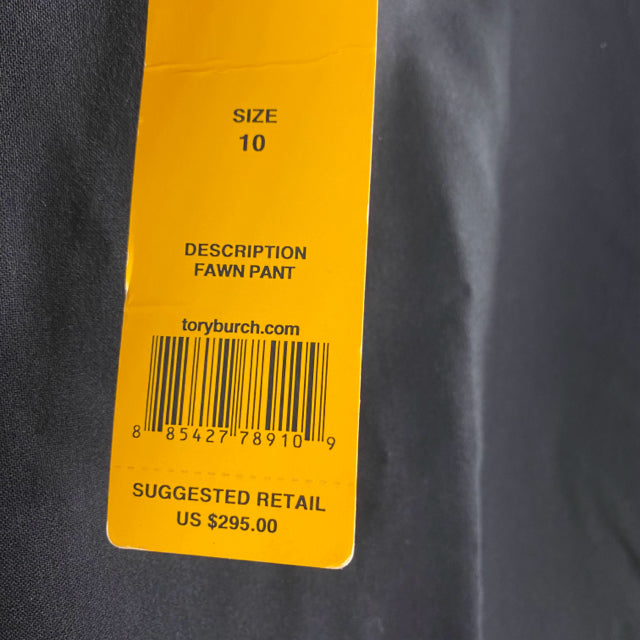 SIZE
10
DESCRIPTION
FAWN PANT
toryburch.com
8 85427 78910 9
SUGGESTED RETAIL
US $295.00